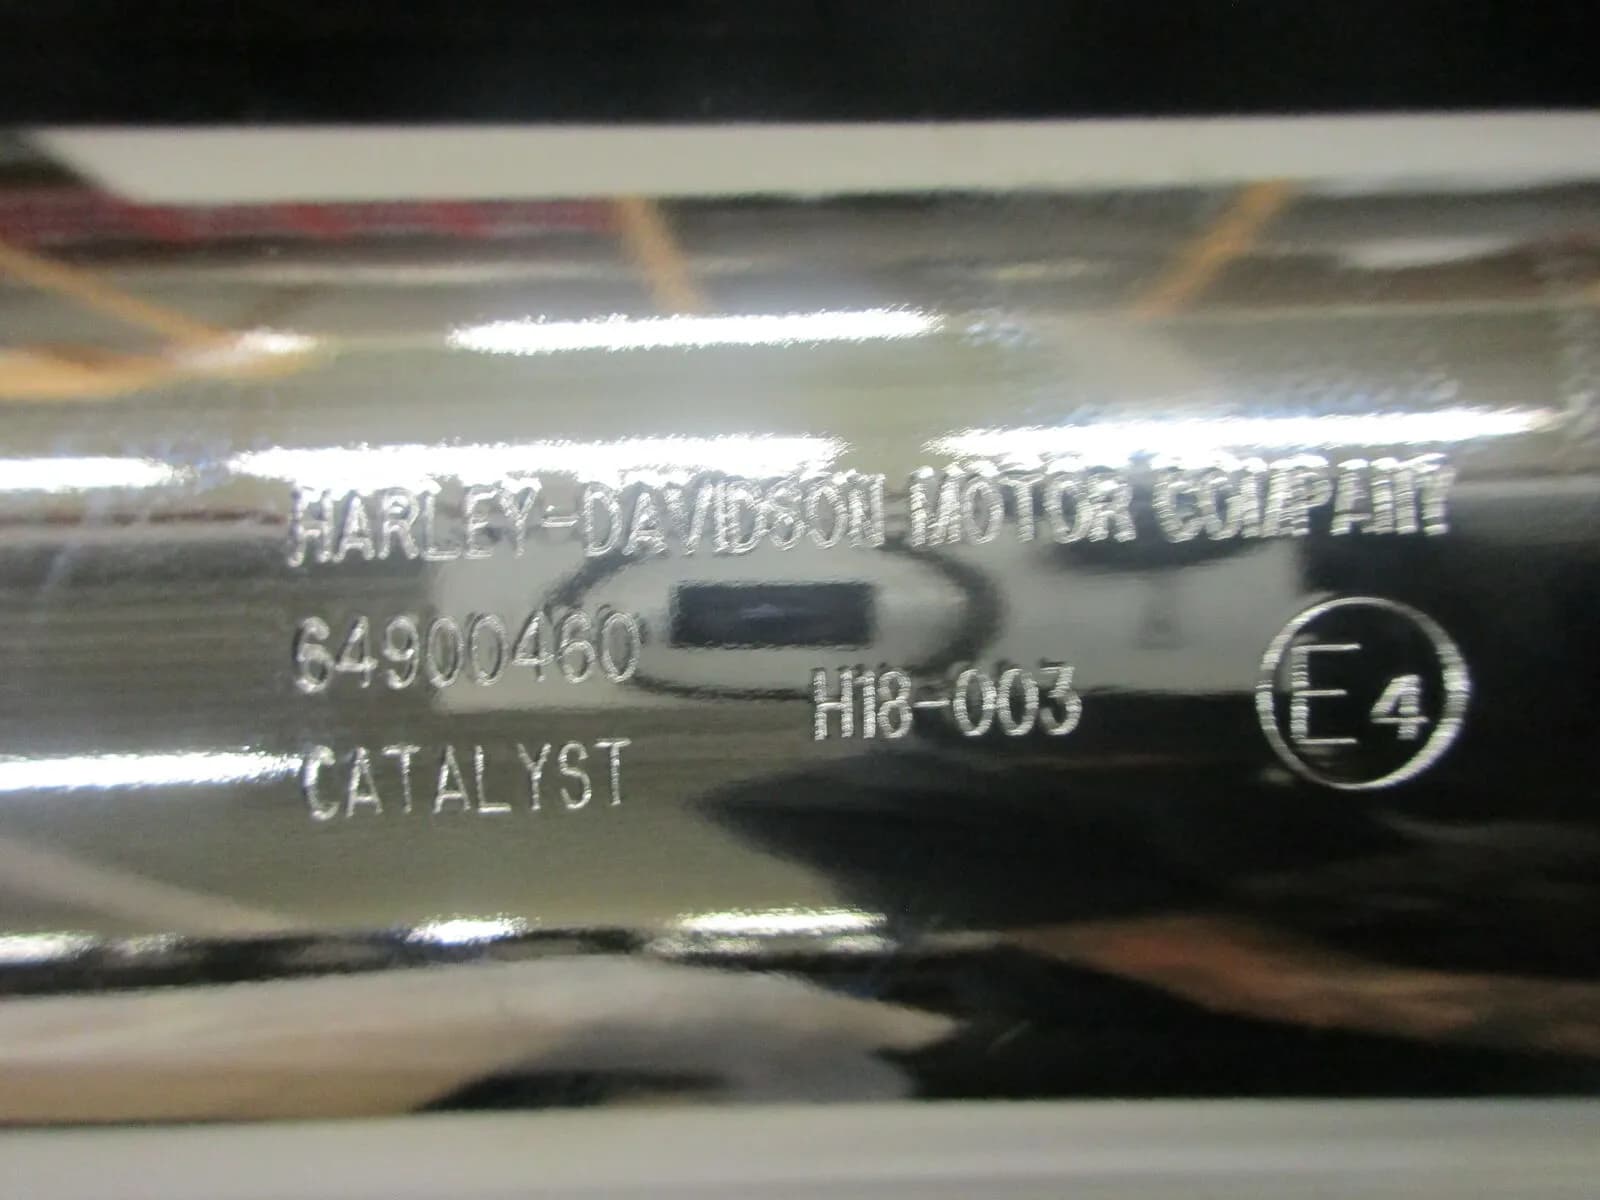 HARLEY-DAVIDSON MOTOR COMPANY
64900460
H18-003
E4
CATALYST